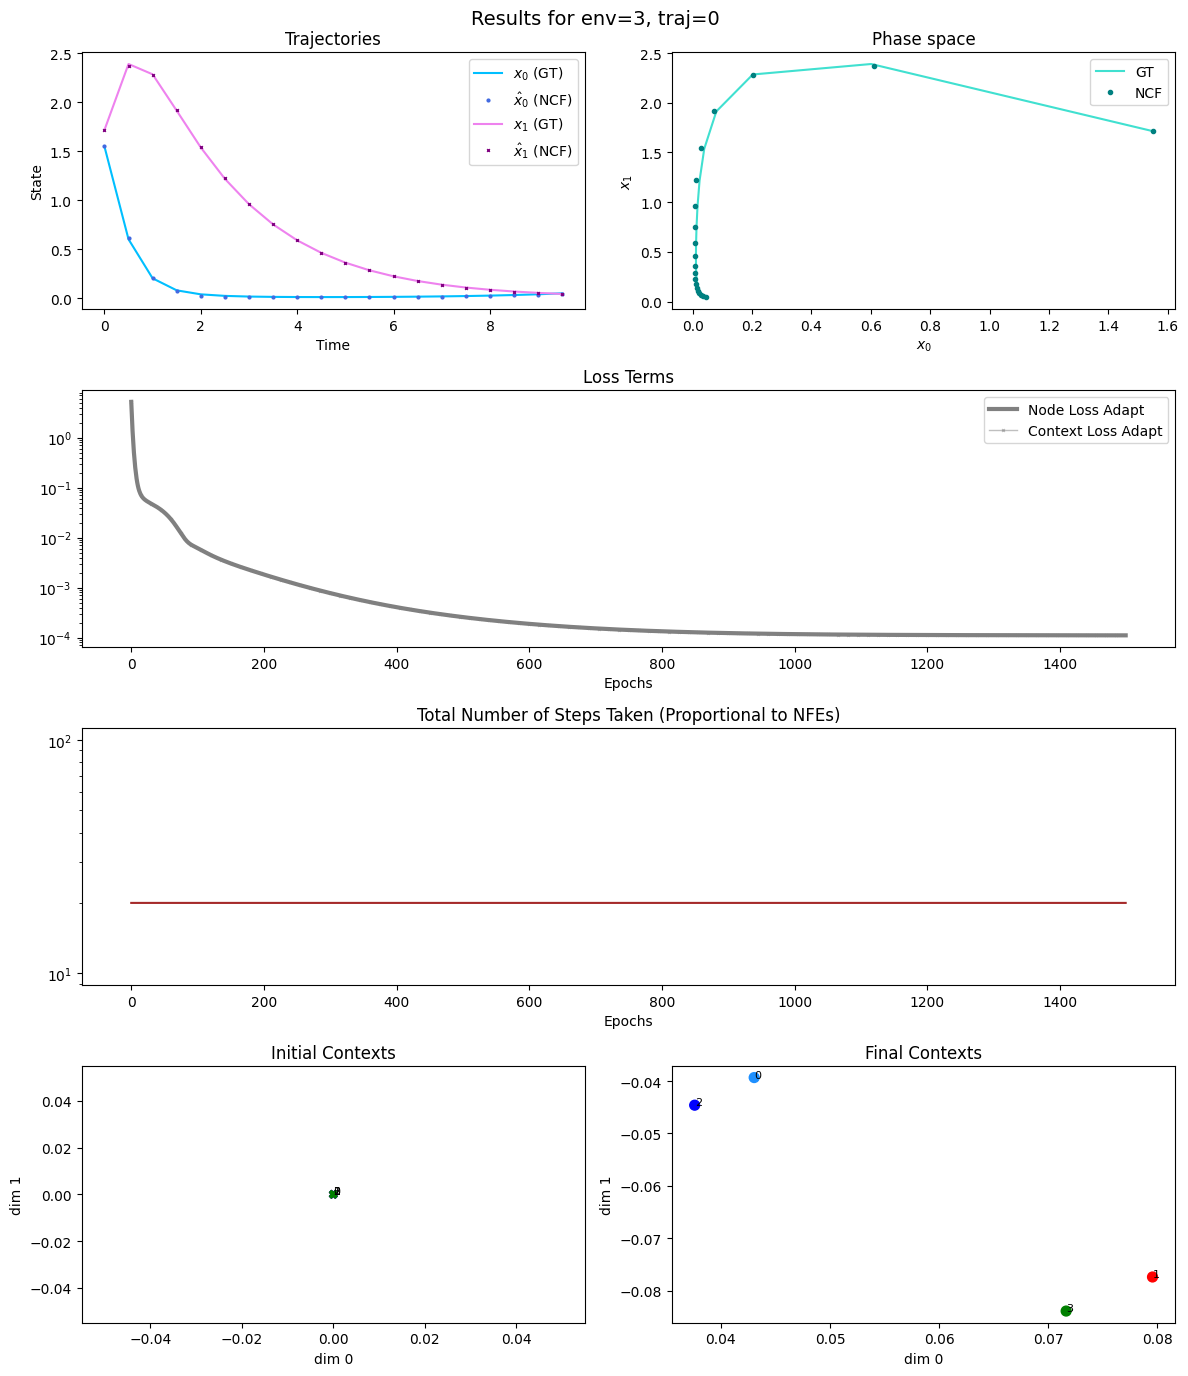 Results for env=3, traj=0
Trajectories
State
2.5
2.0
1.5
1.0
0.5
0.0
0 2 4 6 8
Time
x₀ (GT)
x̂₀ (NCF)
x₁ (GT)
x̂₁ (NCF)
Phase space
x₁
2.5
2.0
1.5
1.0
0.5
0.0
0.0 0.2 0.4 0.6 0.8 1.0 1.2 1.4 1.6
x₀
GT
NCF
Loss Terms
10⁰
10⁻¹
10⁻²
10⁻³
10⁻⁴
0 200 400 600 800 1000 1200 1400
Epochs
Node Loss Adapt
Context Loss Adapt
Total Number of Steps Taken (Proportional to NFEs)
10²
10¹
0 200 400 600 800 1000 1200 1400
Epochs
Initial Contexts
dim 1
0.04
0.02
0.00
−0.02
−0.04
−0.04 −0.02 0.00 0.02 0.04
dim 0
Final Contexts
dim 1
−0.04
−0.05
−0.06
−0.07
−0.08
0
2
1
3
0.04 0.05 0.06 0.07 0.08
dim 0